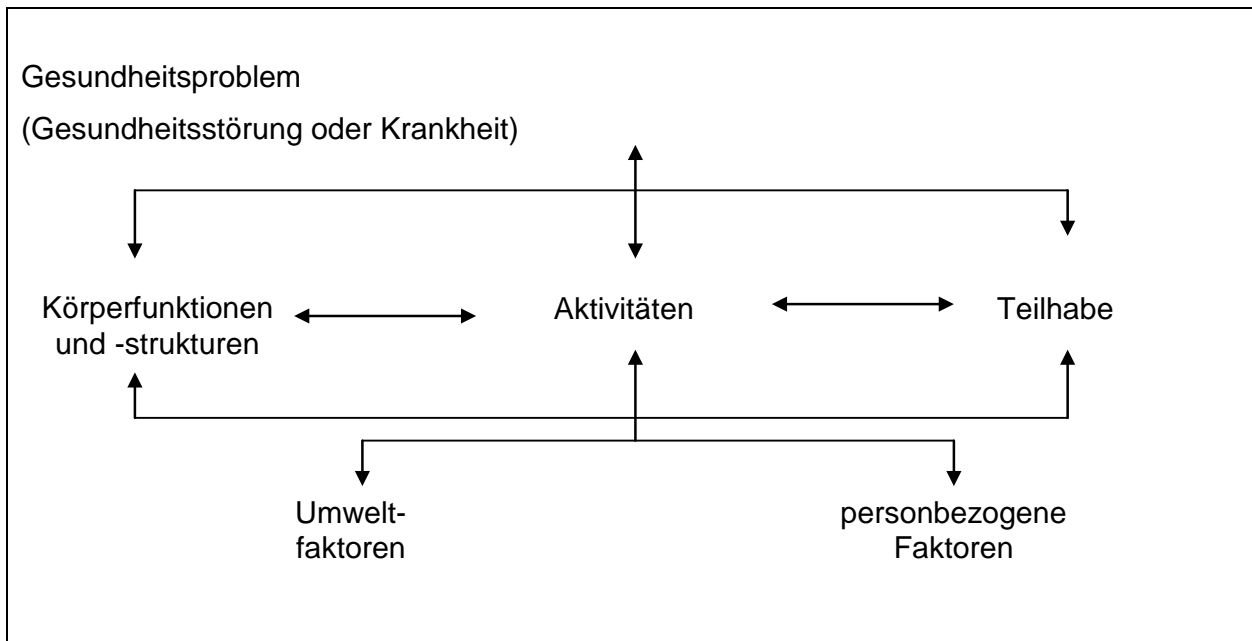 Gesundheitsproblem
(Gesundheitsstörung oder Krankheit)
Körperfunktionen
und -strukturen
Aktivitäten
Teilhabe
Umwelt-
faktoren
personbezogene
Faktoren